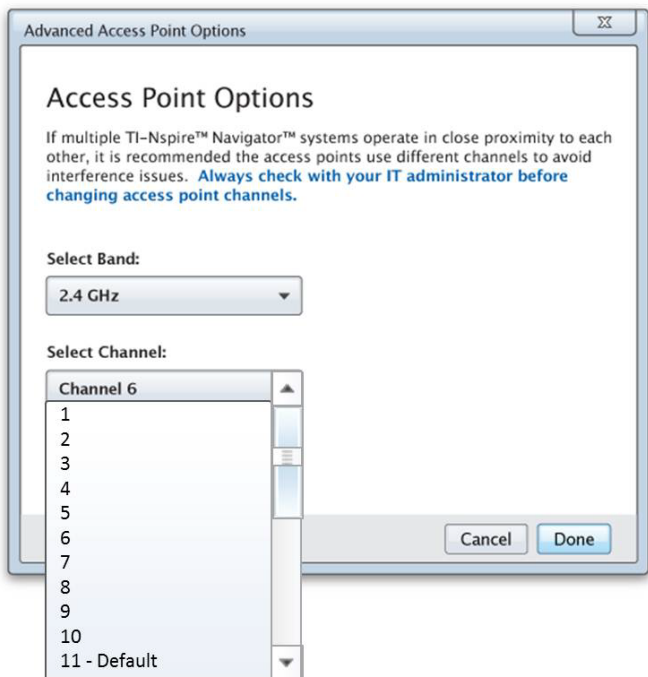 Advanced Access Point Options
Access Point Options
If multiple TI-Nspire™ Navigator™ systems operate in close proximity to each
other, it is recommended the access points use different channels to avoid
interference issues. Always check with your IT administrator before
changing access point channels.
Select Band:
2.4 GHz
Select Channel:
Channel 6
1
2
3
4
5
6
7
8
9
10
11 - Default
Cancel Done